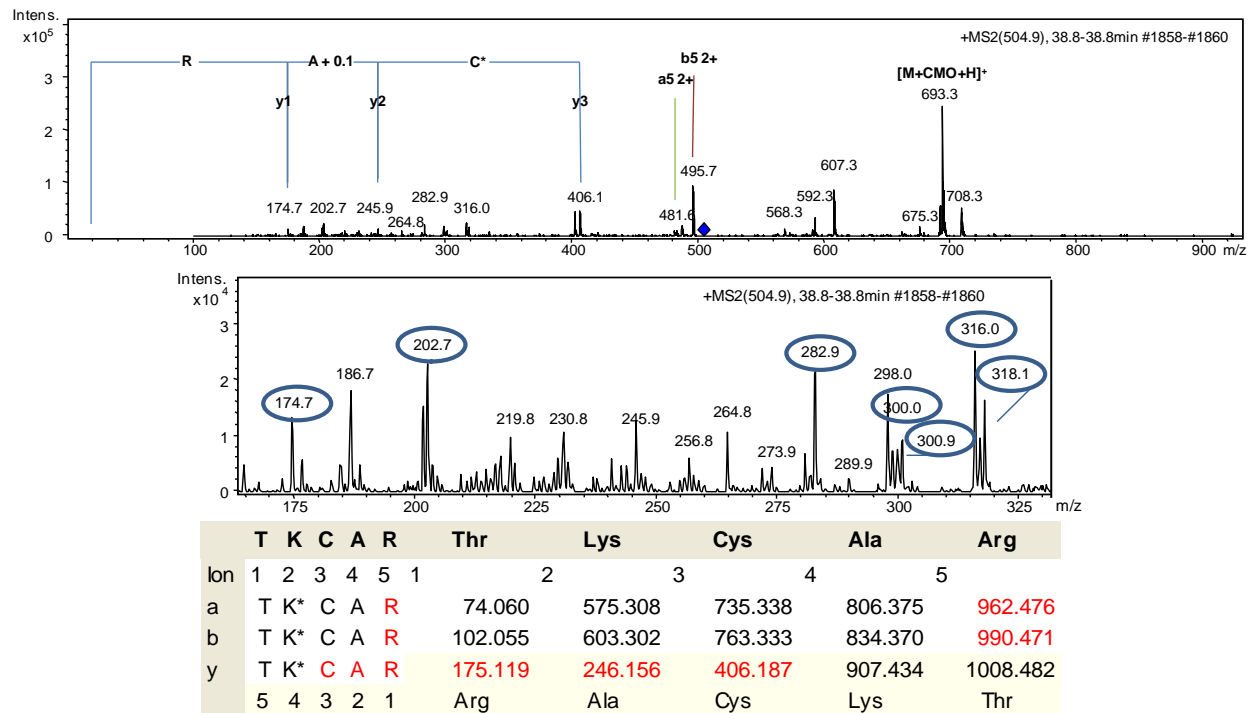 Intens.
x10⁵
+MS2(504.9), 38.8-38.8min #1858-#1860
R A + 0.1 C*
b5 2+
a5 2+
[M+CMO+H]⁺
y1 y2 y3
3
2
1
0
174.7 202.7 245.9 264.8 282.9 316.0 406.1 481.6 495.7 568.3 592.3 607.3 675.3 693.3 708.3
100 200 300 400 500 600 700 800 900 m/z
Intens.
x10⁴
+MS2(504.9), 38.8-38.8min #1858-#1860
3
2
1
0
174.7 186.7 202.7 219.8 230.8 245.9 256.8 264.8 273.9 282.9 289.9 298.0 300.0 300.9 316.0 318.1
175 200 225 250 275 300 325 m/z
T K C A R Thr Lys Cys Ala Arg
Ion 1 2 3 4 5 1 2 3 4 5
a T K* C A R 74.060 575.308 735.338 806.375 962.476
b T K* C A R 102.055 603.302 763.333 834.370 990.471
y T K* C A R 175.119 246.156 406.187 907.434 1008.482
5 4 3 2 1 Arg Ala Cys Lys Thr